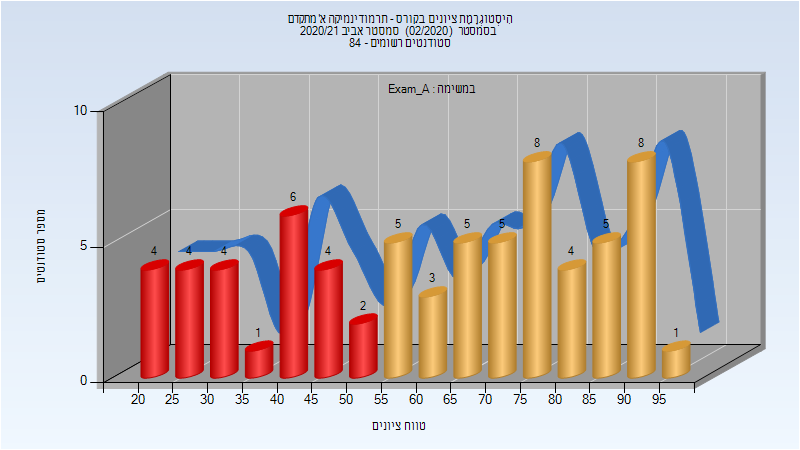 היסטוגרמת ציונים בקורס - תרמודינמיקה א' מתקדם
בסמסטר (02/2020) סמסטר אביב 2020/21
סטודנטים רשומים - 84
במשימה : Exam_A
מספר סטודנטים
10
5
0
4
4
4
1
6
4
2
5
3
5
5
8
4
5
8
1
20 25 30 35 40 45 50 55 60 65 70 75 80 85 90 95
טווח ציונים